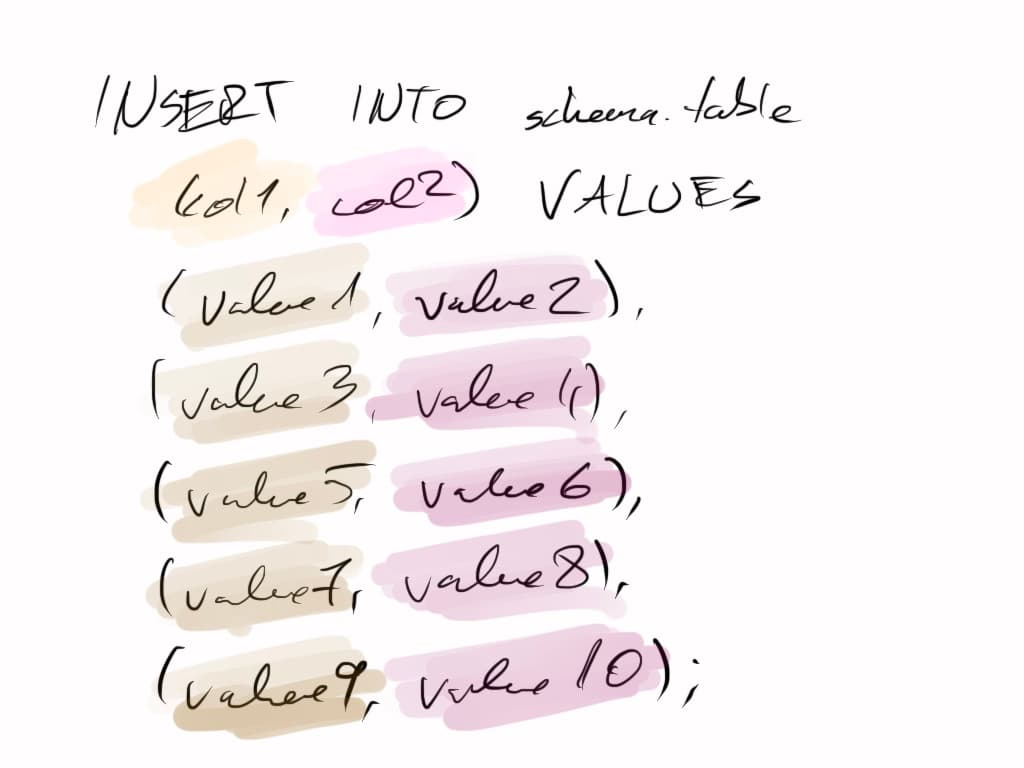 INSERT INTO schema.table
(col1, col2) VALUES
(value1, value2),
(value3, value4),
(value5, value6),
(value7, value8),
(value9, value10);